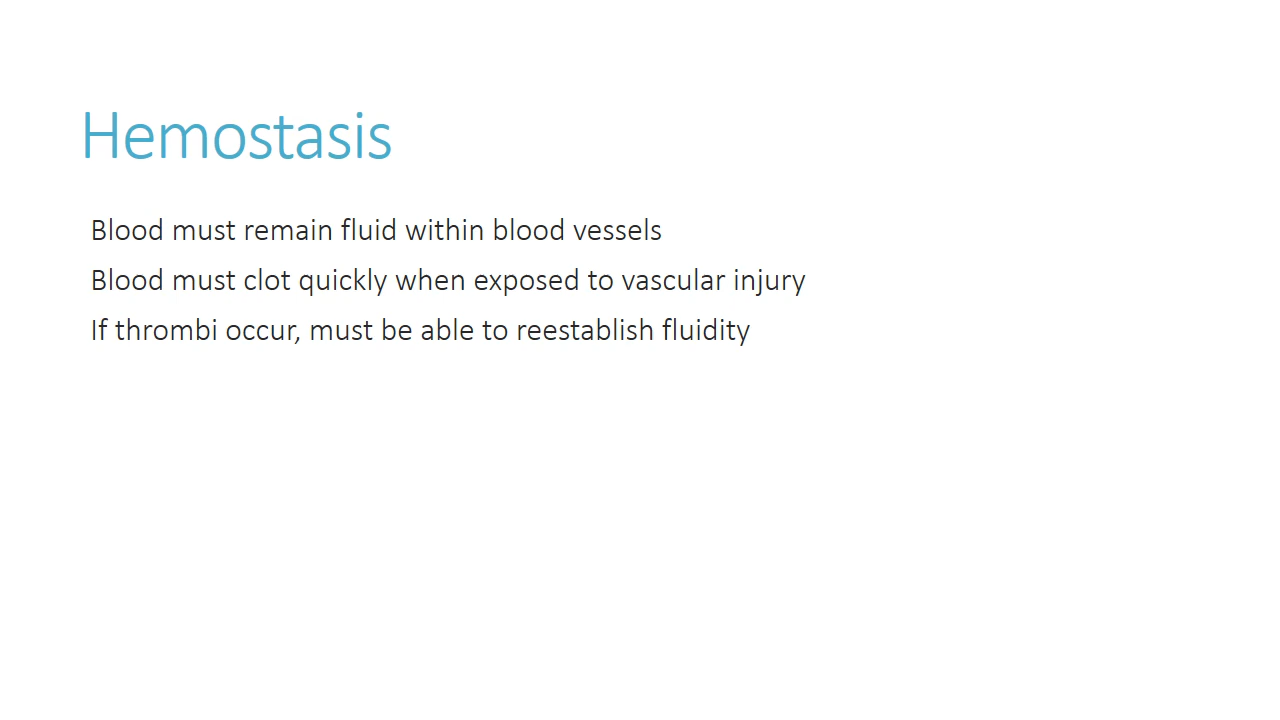 Hemostasis
Blood must remain fluid within blood vessels
Blood must clot quickly when exposed to vascular injury
If thrombi occur, must be able to reestablish fluidity